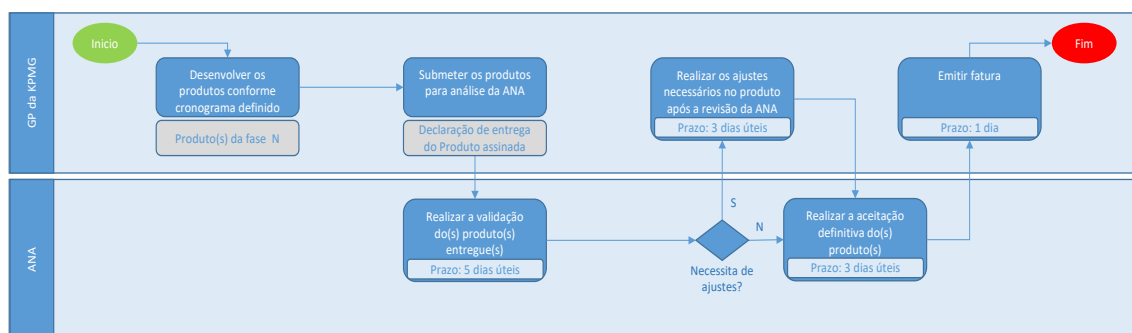 GP da KPMG
Inicio
Desenvolver os
produtos conforme
cronograma definido
Produto(s) da fase N
Submeter os produtos
para análise da ANA
Declaração de entrega
do Produto assinada
Realizar os ajustes
necessários no produto
após a revisão da ANA
Prazo: 3 dias úteis
Emitir fatura
Prazo: 1 dia
Fim
ANA
Realizar a validação
do(s) produto(s)
entregue(s)
Prazo: 5 dias úteis
S
N
Necessita de
ajustes?
Realizar a aceitação
definitiva do(s)
produto(s)
Prazo: 3 dias úteis